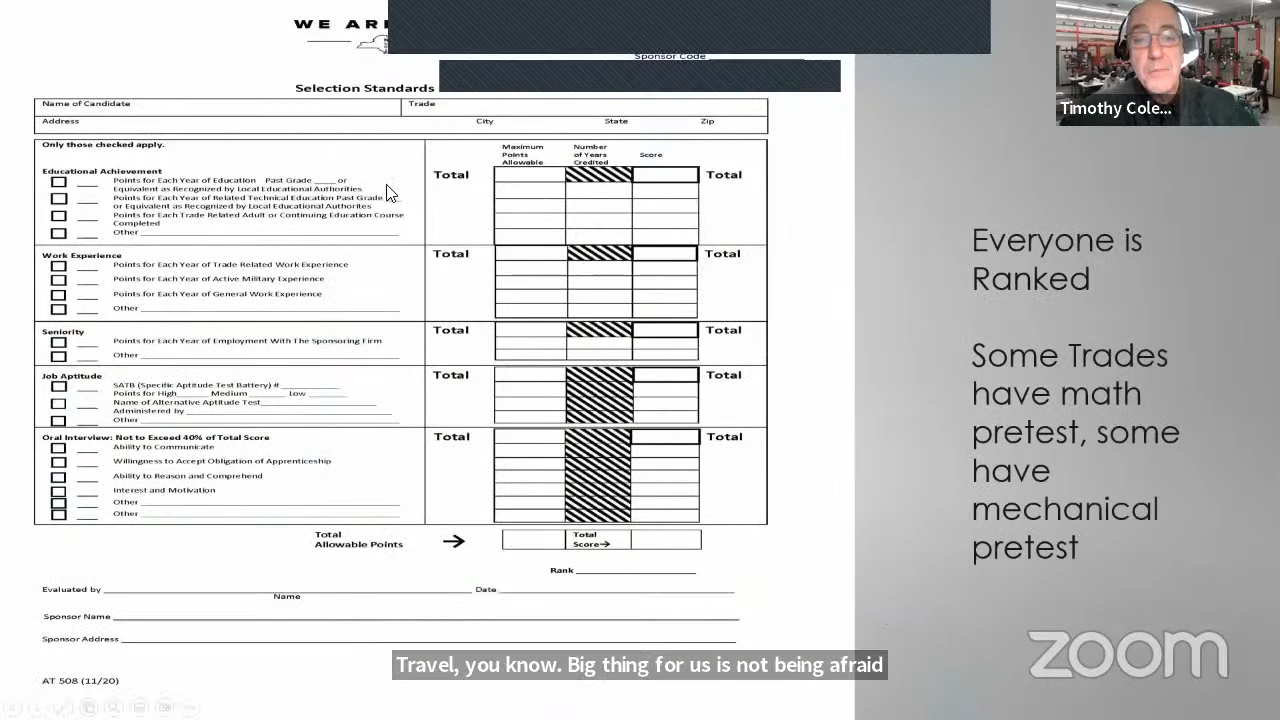 WE ARE
Sponsor Code
Selection Standards
Name of Candidate Trade
Address City State Zip
Only those checked apply.
Maximum Points Allowable
Number of Years Credited
Score
Educational Achievement
Total Total
Points for Each Year of Education Past Grade ____ or
Equivalent as Recognized by Local Educational Authorities
Points for Each Year of Related Technical Education Past Grade
or Equivalent as Recognized by Local Educational Authorites
Points for Each Trade Related Adult or Continuing Education Course
Completed
Other
Work Experience
Total Total
Points for Each Year of Trade Related Work Experience
Points for Each Year of Active Military Experience
Points for Each Year of General Work Experience
Other
Seniority
Total Total
Points for Each Year of Employment With The Sponsoring Firm
Other
Job Aptitude
Total Total
SATB (Specific Aptitude Test Battery) #
Points for High______ Medium ______ Low ______
Name of Alternative Aptitude Test
Administered by
Other
Oral Interview: Not to Exceed 40% of Total Score
Total Total
Ability to Communicate
Willingness to Accept Obligation of Apprenticeship
Ability to Reason and Comprehend
Interest and Motivation
Other
Other
Total
Allowable Points
Total
Score→
Rank
Evaluated by Date
Name
Sponsor Name
Sponsor Address
AT 508 (11/20)
Timothy Cole...
Everyone is
Ranked
Some Trades
have math
pretest, some
have
mechanical
pretest
zoom
Travel, you know. Big thing for us is not being afraid